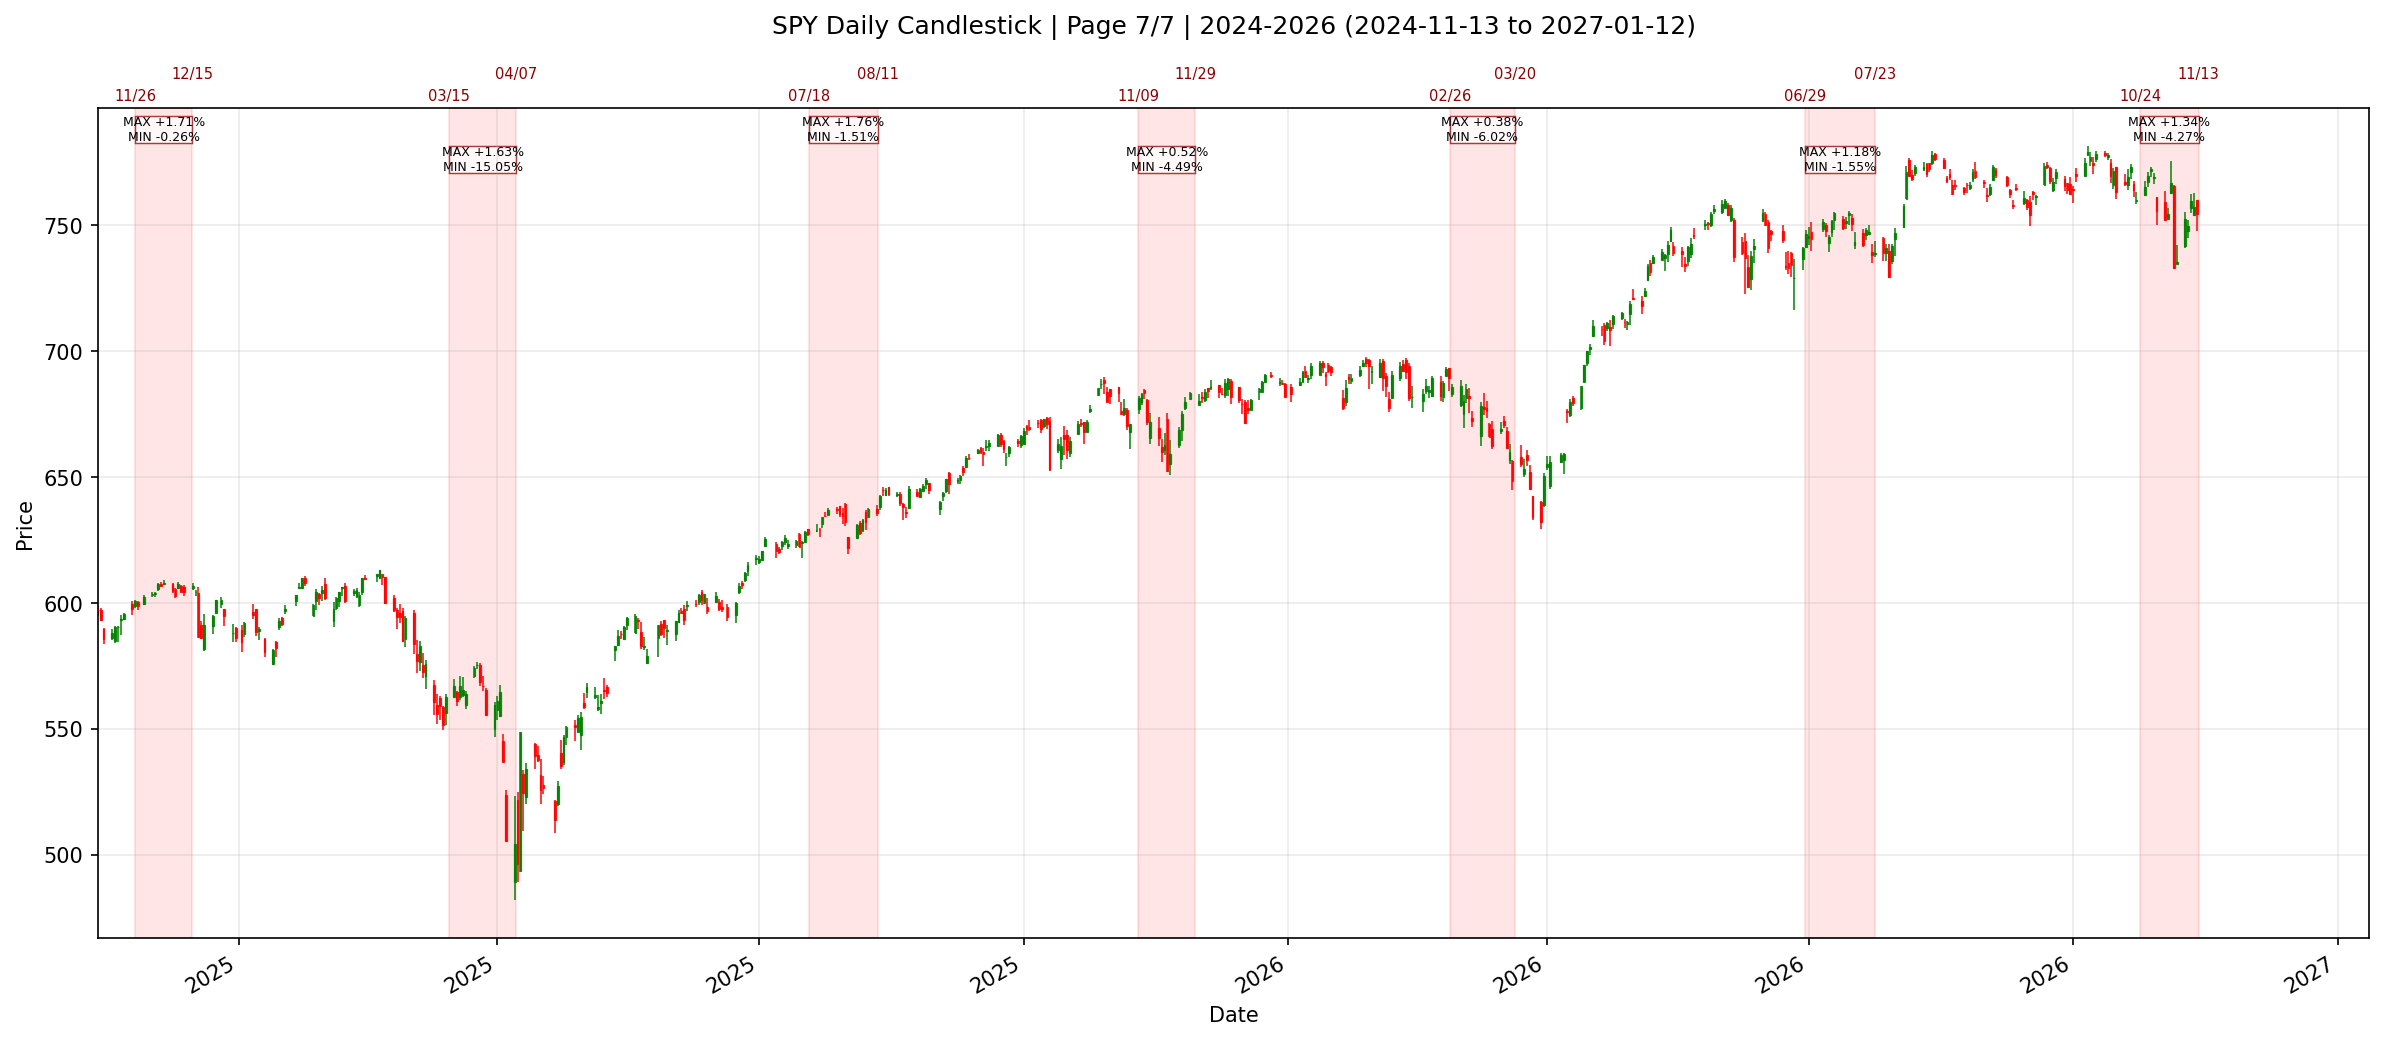 SPY Daily Candlestick | Page 7/7 | 2024-2026 (2024-11-13 to 2027-01-12)
12/15
04/07
08/11
11/29
03/20
07/23
11/13
11/26
03/15
07/18
11/09
02/26
06/29
10/24
MAX +1.71%
MIN -0.26%
MAX +1.63%
MIN -15.05%
MAX +1.76%
MIN -1.51%
MAX +0.52%
MIN -4.49%
MAX +0.38%
MIN -6.02%
MAX +1.18%
MIN -1.55%
MAX +1.34%
MIN -4.27%
750
700
650
600
550
500
Price
2025
2025
2025
2025
2026
2026
2026
2026
2027
Date